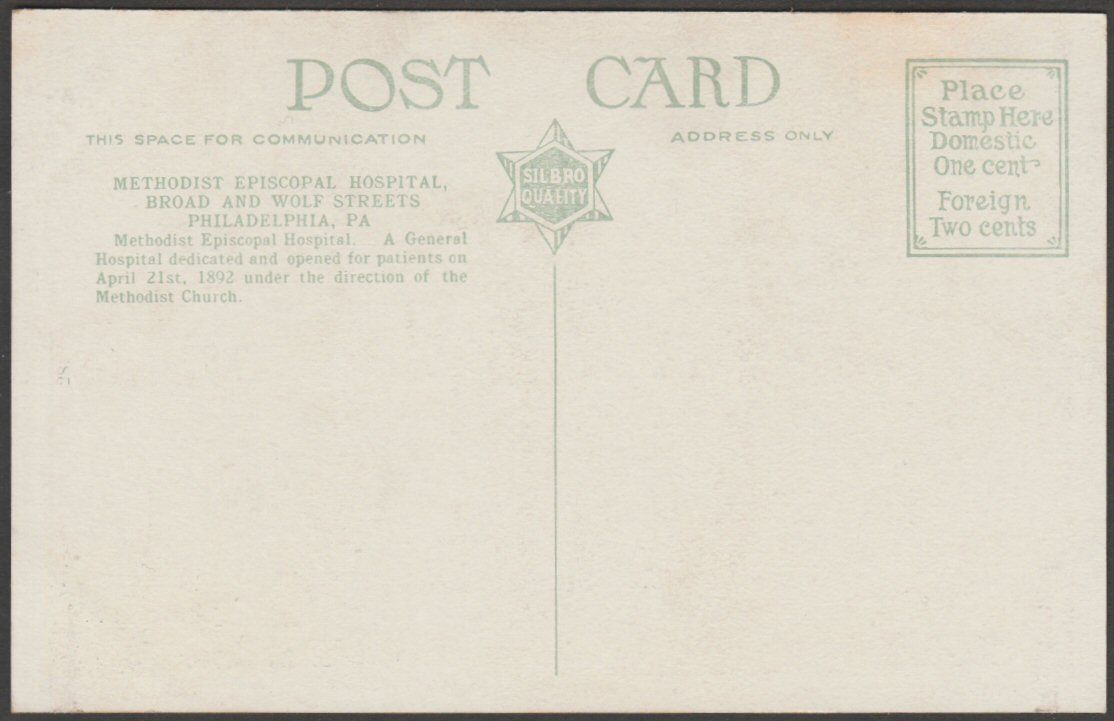 POST CARD
THIS SPACE FOR COMMUNICATION
ADDRESS ONLY
METHODIST EPISCOPAL HOSPITAL,
BROAD AND WOLF STREETS
PHILADELPHIA, PA
Methodist Episcopal Hospital. A General
Hospital dedicated and opened for patients on
April 21st, 1892 under the direction of the
Methodist Church.
SILBRO
QUALITY
Place
Stamp Here
Domestic
One cent
Foreign
Two cents